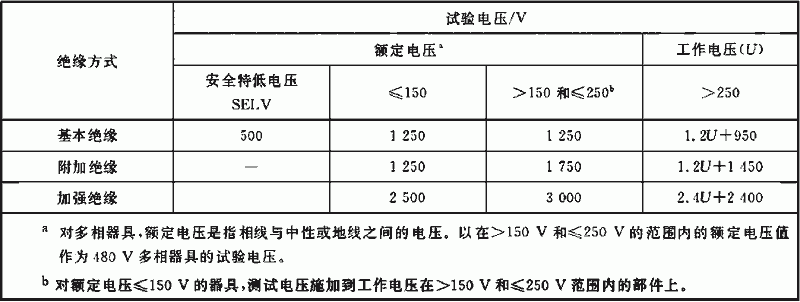 绝缘方式 试验电压/V
额定电压a 工作电压(U)
安全特低电压 SELV ≤150 >150 和≤250b >250
基本绝缘 500 1 250 1 250 1.2U+950
附加绝缘 — 1 250 1 750 1.2U+1 450
加强绝缘 2 500 3 000 2.4U+2 400
a 对多相器具,额定电压是指相线与中性或地线之间的电压。以在>150 V 和≤250 V 的范围内的额定电压值
作为 480 V 多相器具的试验电压。
b 对额定电压≤150 V 的器具,测试电压施加到工作电压在>150 V 和≤250 V 范围内的部件上。